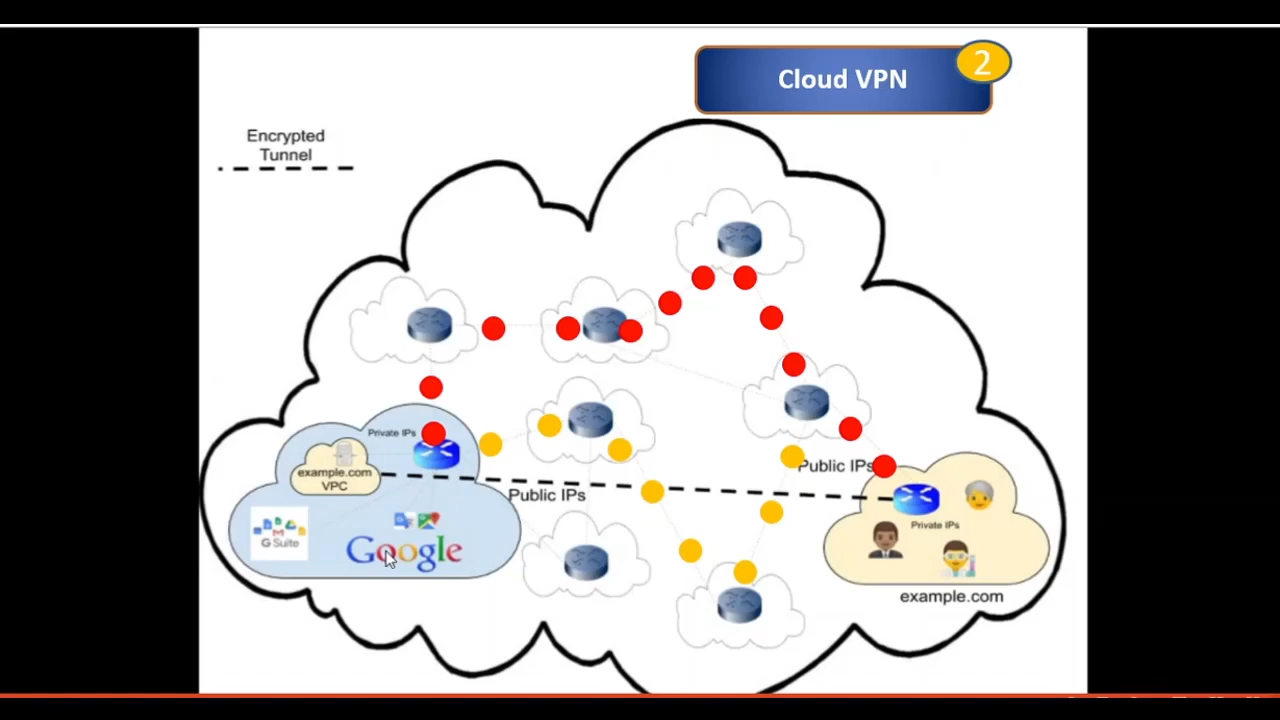 Cloud VPN
2
Encrypted
Tunnel
Private IPs
example.com
VPC
Public IPs
Public IPs
G Suite
Google
Private IPs
example.com